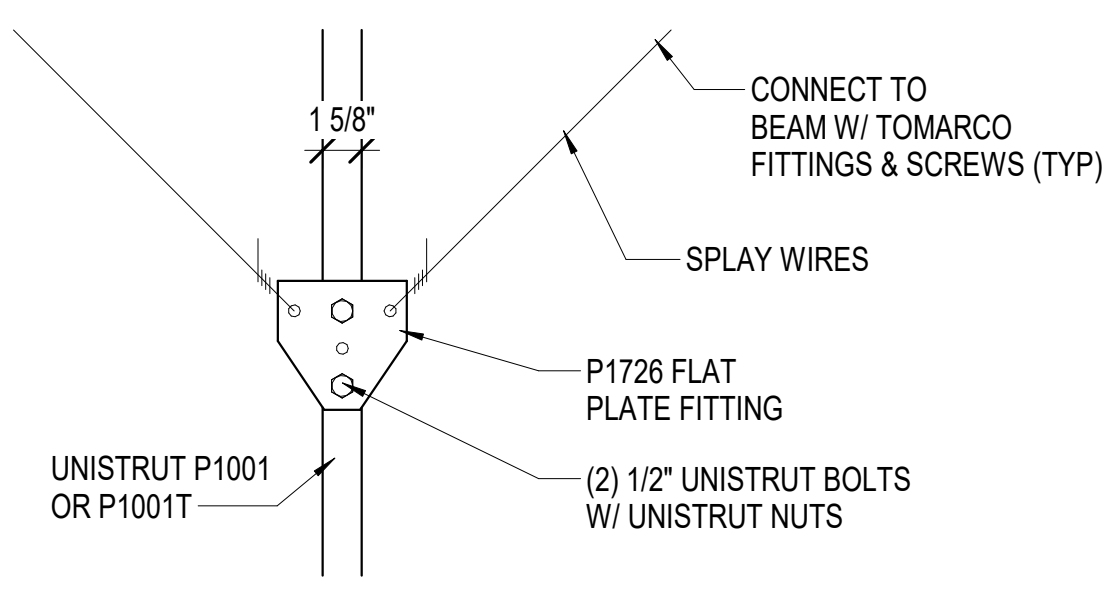 1 5/8"
CONNECT TO
BEAM W/ TOMARCO
FITTINGS & SCREWS (TYP)
SPLAY WIRES
P1726 FLAT
PLATE FITTING
UNISTRUT P1001
OR P1001T
(2) 1/2" UNISTRUT BOLTS
W/ UNISTRUT NUTS